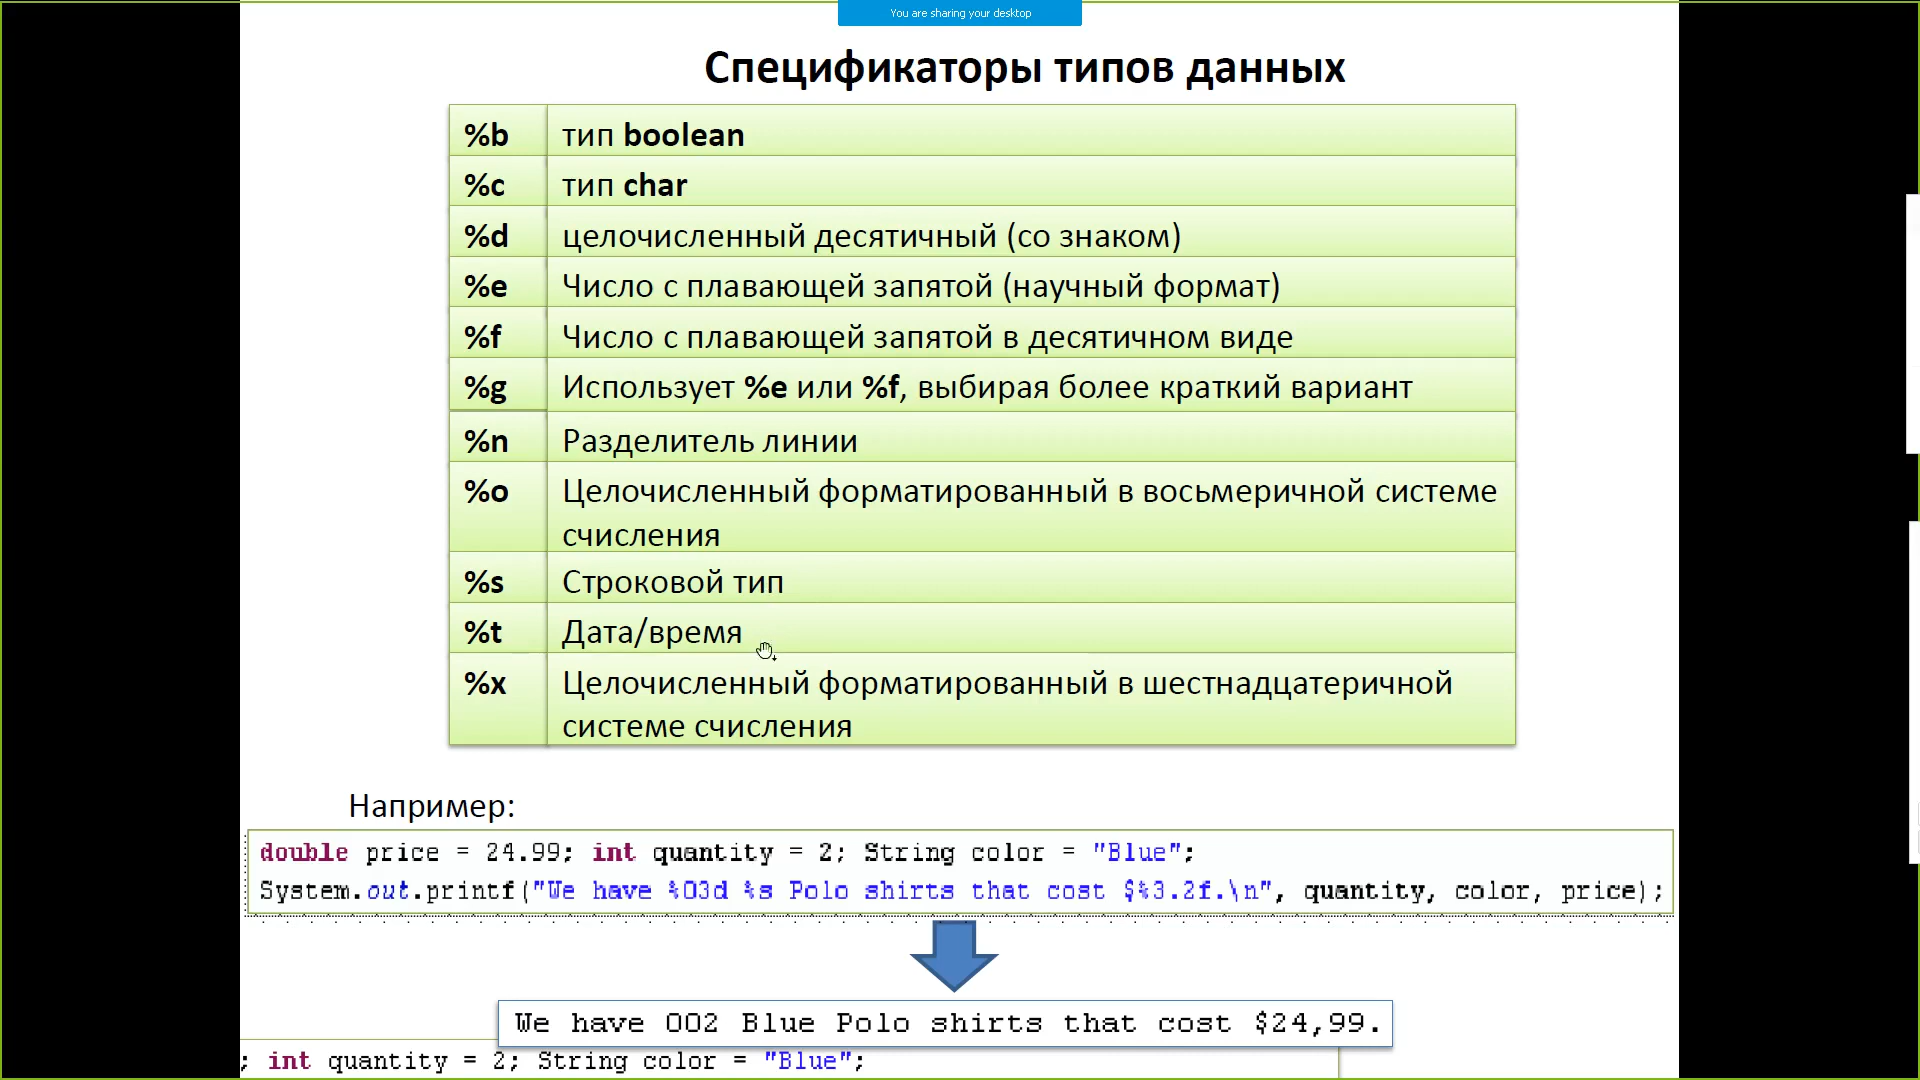 You are sharing your desktop
Спецификаторы типов данных
%b тип boolean
%c тип char
%d целочисленный десятичный (со знаком)
%e Число с плавающей запятой (научный формат)
%f Число с плавающей запятой в десятичном виде
%g Использует %e или %f, выбирая более краткий вариант
%n Разделитель линии
%o Целочисленный форматированный в восьмеричной системе
счисления
%s Строковой тип
%t Дата/время
%x Целочисленный форматированный в шестнадцатеричной
системе счисления
Например:
double price = 24.99; int quantity = 2; String color = "Blue";
System.out.printf("We have %03d %s Polo shirts that cost $%3.2f.\n", quantity, color, price);
We have 002 Blue Polo shirts that cost $24,99.
; int quantity = 2; String color = "Blue";